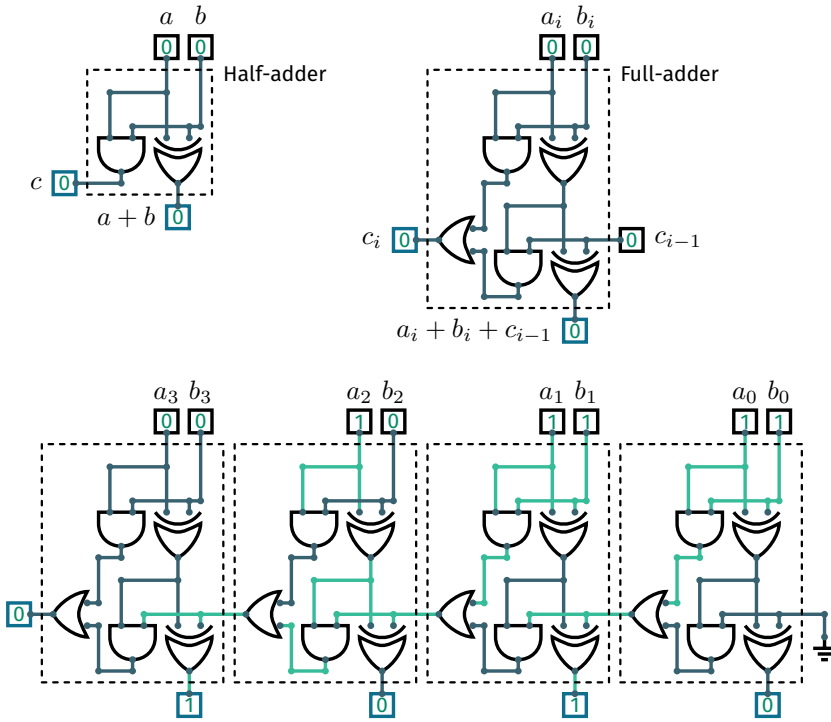 a b
0 0
Half-adder
c 0
a + b 0
a_i b_i
0 0
Full-adder
c_i 0
0 c_{i−1}
a_i + b_i + c_{i−1} 0
a_3 b_3 a_2 b_2 a_1 b_1 a_0 b_0
0 0 1 0 1 1 1 1
0
1 0 1 0